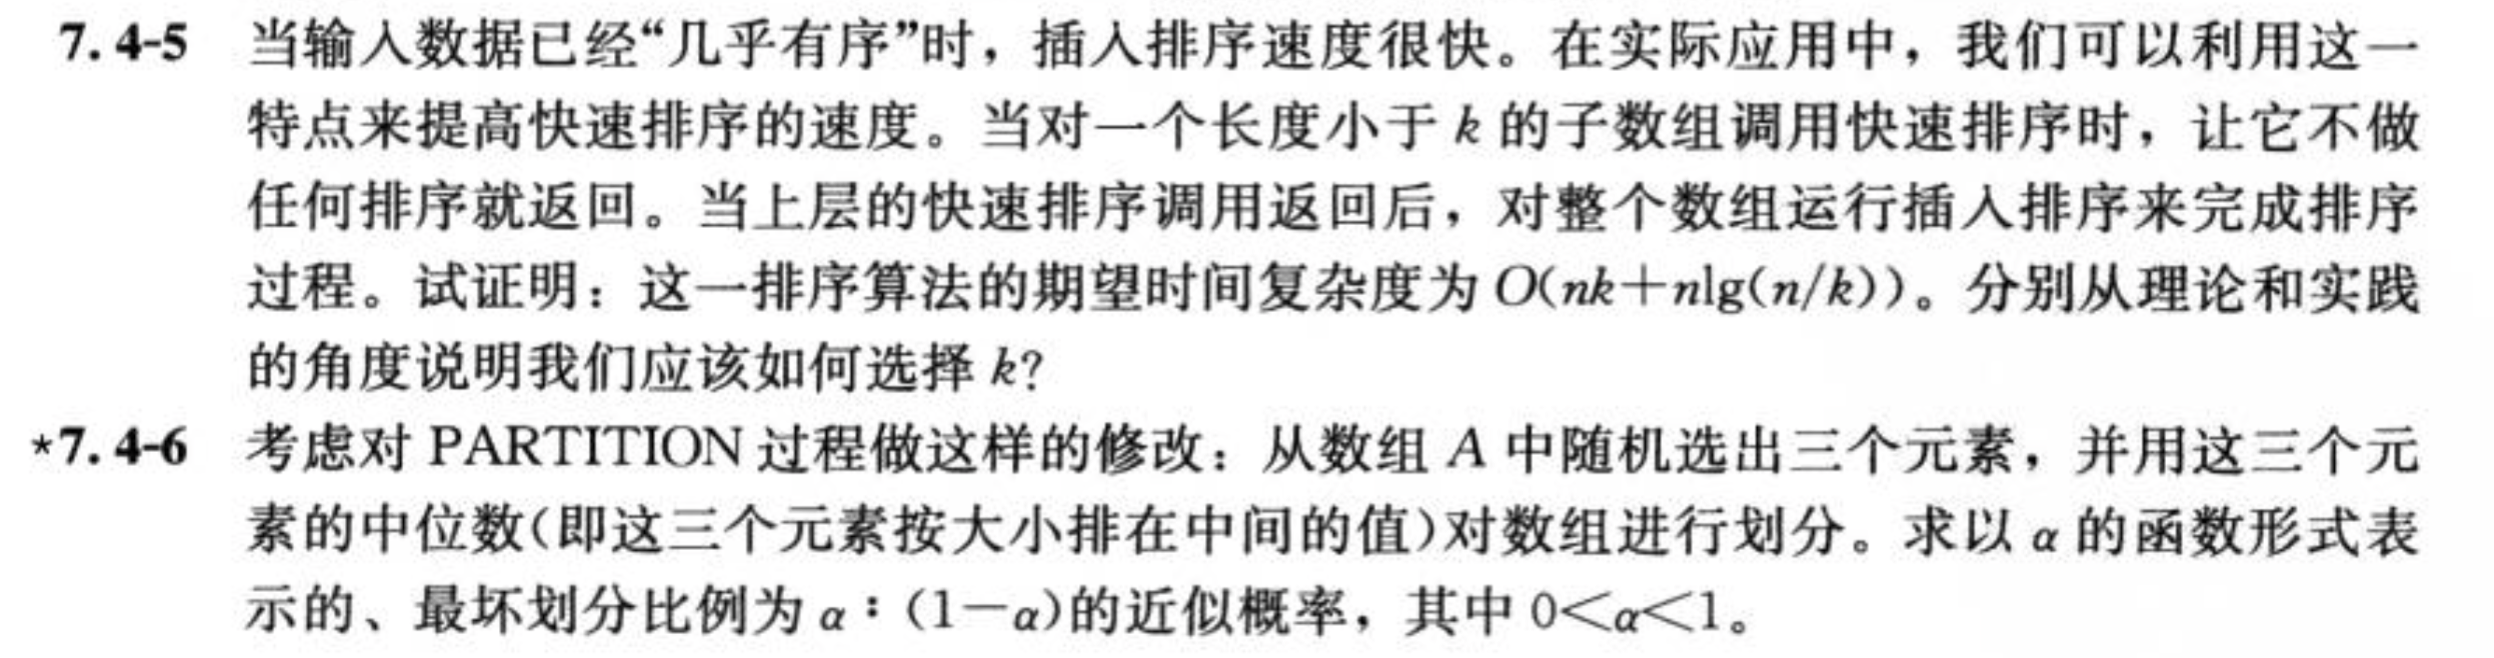 7.4-5 当输入数据已经“几乎有序”时，插入排序速度很快。在实际应用中，我们可以利用这一
特点来提高快速排序的速度。当对一个长度小于 k 的子数组调用快速排序时，让它不做
任何排序就返回。当上层的快速排序调用返回后，对整个数组运行插入排序来完成排序
过程。试证明：这一排序算法的期望时间复杂度为 O(nk+nlg(n/k))。分别从理论和实践
的角度说明我们应该如何选择 k？
*7.4-6 考虑对 PARTITION 过程做这样的修改：从数组 A 中随机选出三个元素，并用这三个元
素的中位数(即这三个元素按大小排在中间的值)对数组进行划分。求以 α 的函数形式表
示的、最坏划分比例为 α：(1-α)的近似概率，其中 0<α<1。